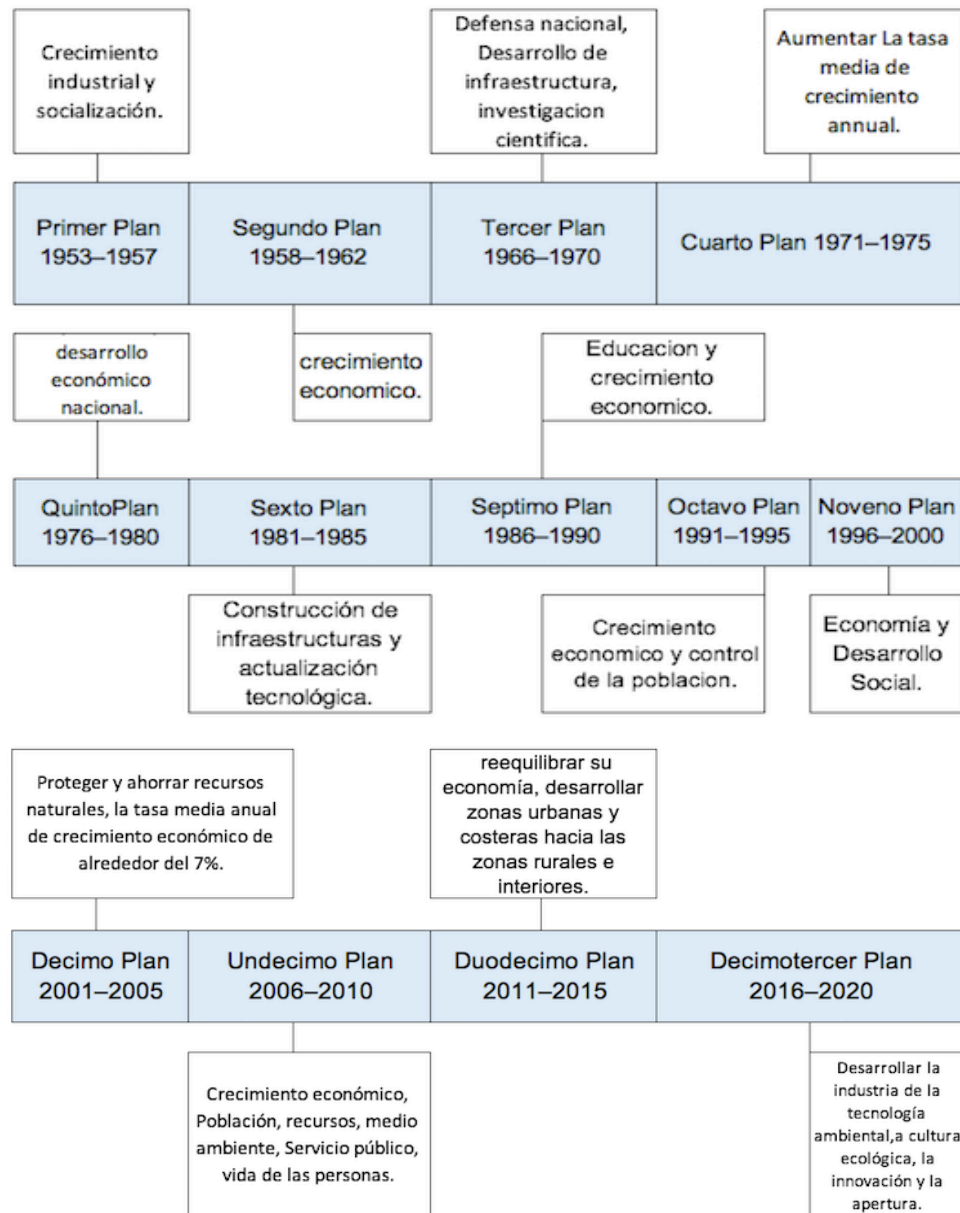 Crecimiento
industrial y
socialización.
Defensa nacional,
Desarrollo de
infraestructura,
investigacion
cientifica.
Aumentar La tasa
media de
crecimiento
annual.
Primer Plan
1953–1957
Segundo Plan
1958–1962
Tercer Plan
1966–1970
Cuarto Plan 1971–1975
desarrollo
económico
nacional.
crecimiento
economico.
Educacion y
crecimiento
economico.
QuintoPlan
1976–1980
Sexto Plan
1981–1985
Septimo Plan
1986–1990
Octavo Plan
1991–1995
Noveno Plan
1996–2000
Construcción de
infraestructuras y
actualización
tecnológica.
Crecimiento
economico y control
de la poblacion.
Economía y
Desarrollo
Social.
Proteger y ahorrar recursos
naturales, la tasa media anual
de crecimiento económico de
alrededor del 7%.
reequilibrar su
economía, desarrollar
zonas urbanas y
costeras hacia las
zonas rurales e
interiores.
Decimo Plan
2001–2005
Undecimo Plan
2006–2010
Duodecimo Plan
2011–2015
Decimotercer Plan
2016–2020
Crecimiento económico,
Población, recursos, medio
ambiente, Servicio público,
vida de las personas.
Desarrollar la
industria de la
tecnología
ambiental,a cultura
ecológica, la
innovación y la
apertura.